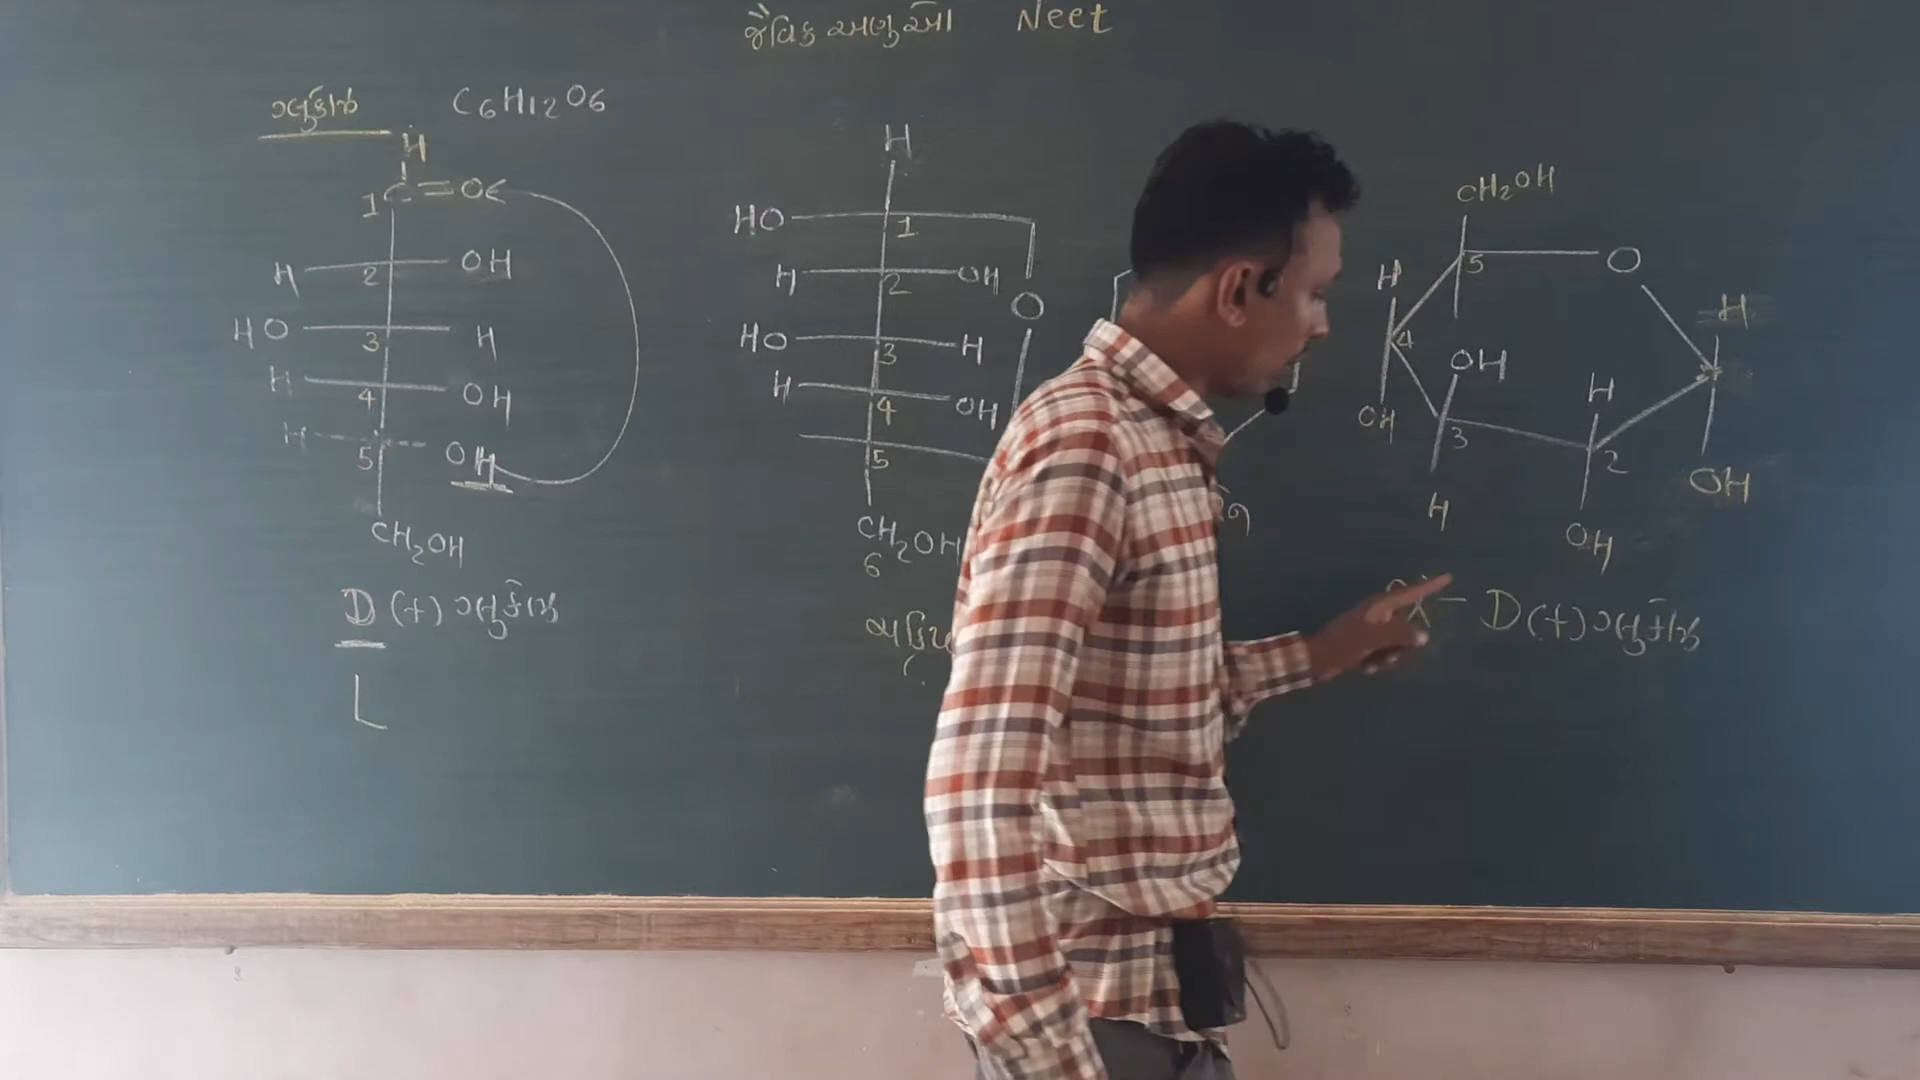 જૈવિક અણુઓ Neet
ગ્લુકોઝ C6H12O6
H
1 C=O
H 2 OH
HO 3 H
H 4 OH
H 5 OH
CH2OH
D (+) ગ્લુકોઝ
L
H
HO 1
H 2 OH
O
HO 3 H
H 4 OH
5
CH2OH
6
CH2OH
5 O
H H
4
OH H
OH 3 2 OH
H OH
α- D(+) ગ્લુકોઝ